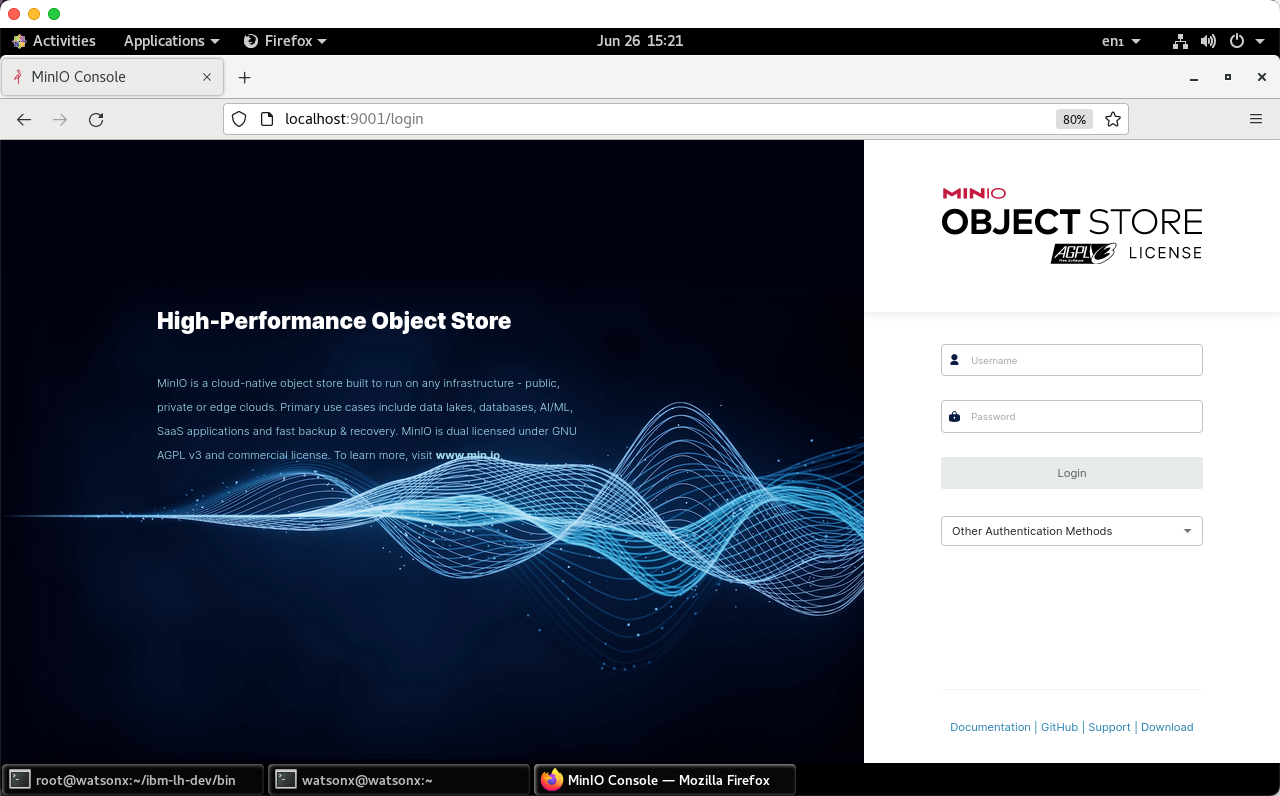 Activities Applications Firefox Jun 26 15:21 en₁
MinIO Console
localhost:9001/login 80%
MINIO
OBJECT STORE
AGPL v3 LICENSE
Free Software
High-Performance Object Store
MinIO is a cloud-native object store built to run on any infrastructure - public,
private or edge clouds. Primary use cases include data lakes, databases, AI/ML,
SaaS applications and fast backup & recovery. MinIO is dual licensed under GNU
AGPL v3 and commercial license. To learn more, visit www.min.io.
Username
Password
Login
Other Authentication Methods
Documentation | GitHub | Support | Download
root@watsonx:~/ibm-lh-dev/bin watsonx@watsonx:~ MinIO Console — Mozilla Firefox